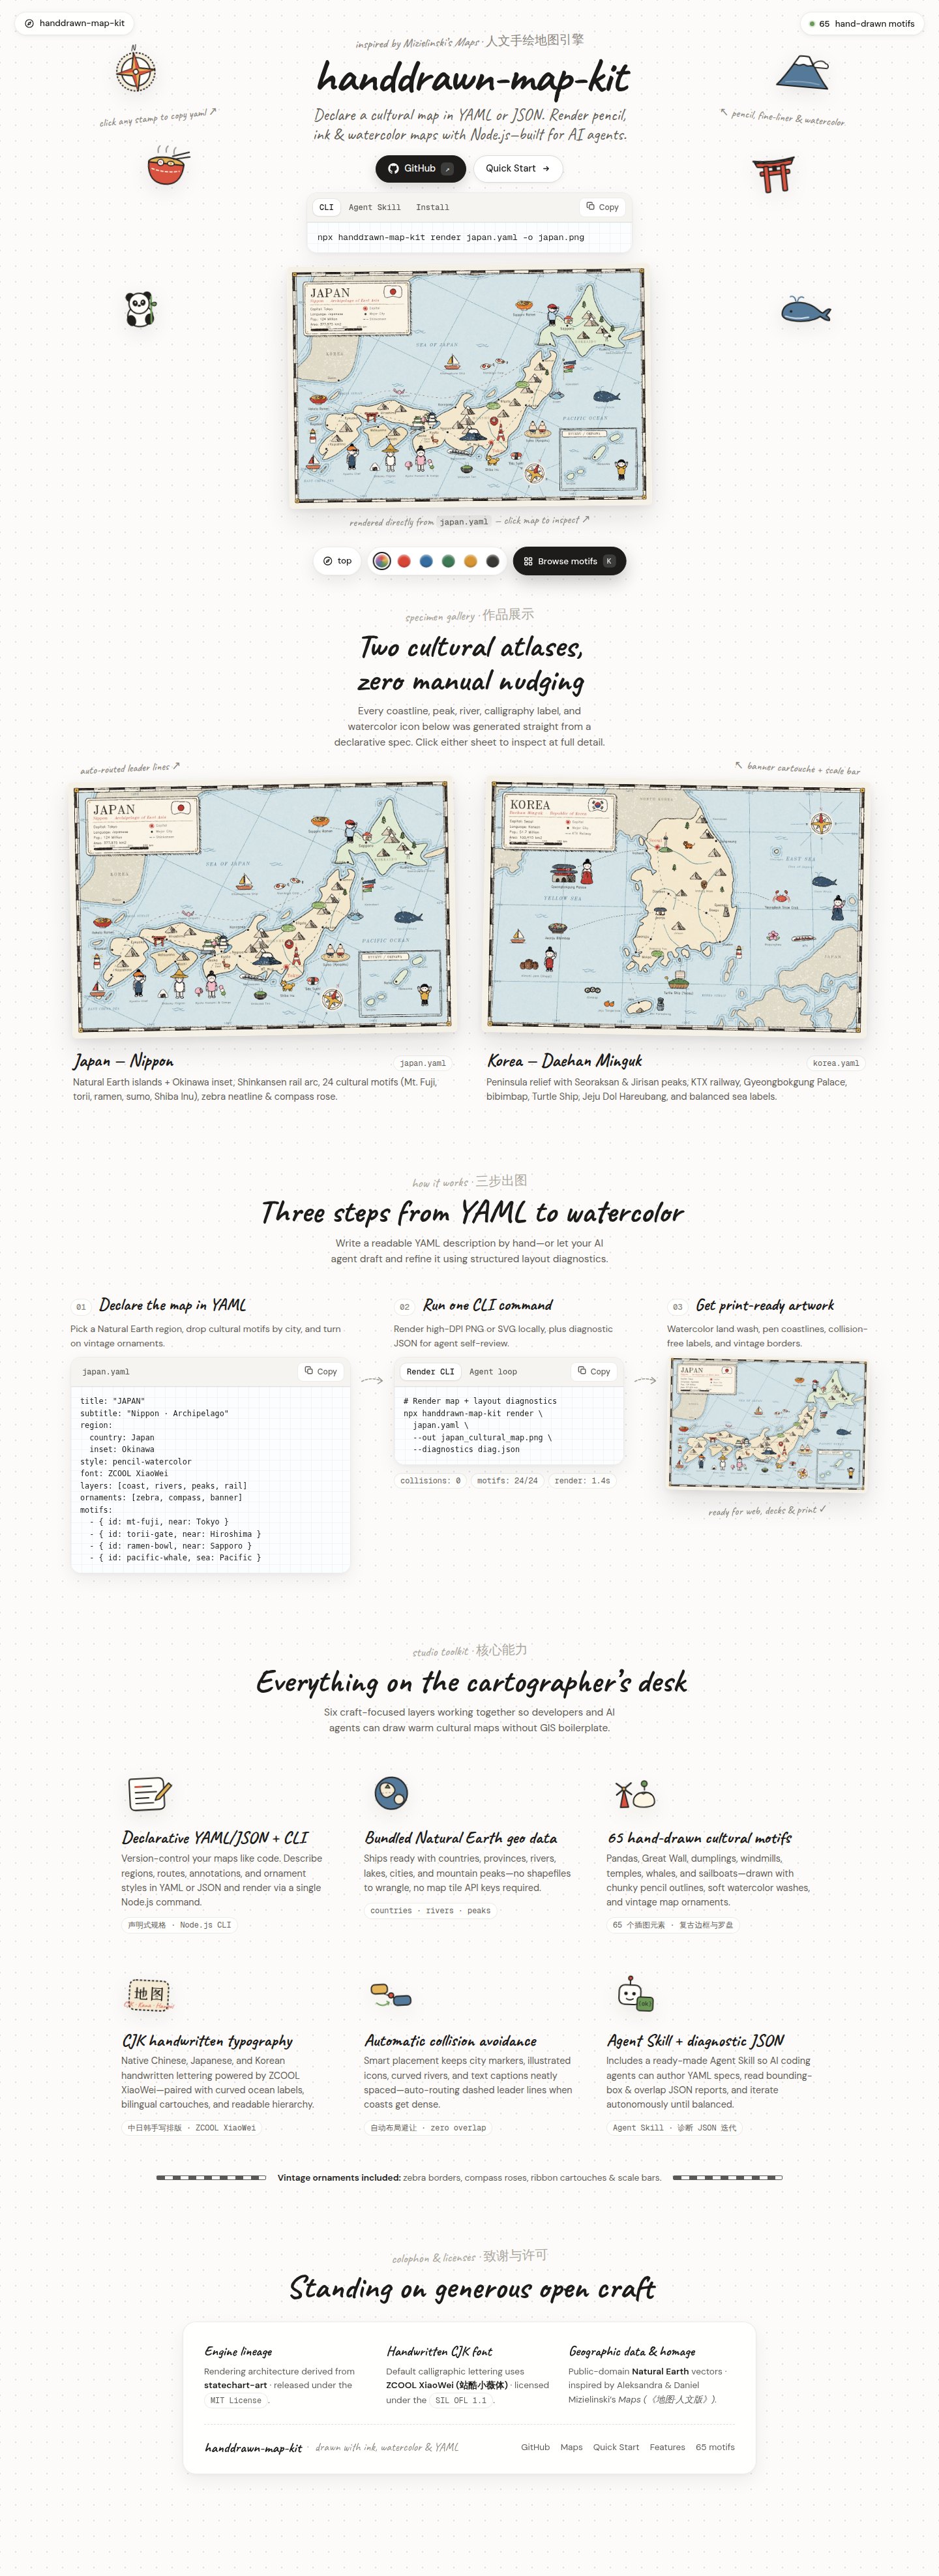 handdrawn-map-kit
65 hand-drawn motifs
N
inspired by Mizielinski's Maps · 人文手绘地图引擎
handdrawn-map-kit
Declare a cultural map in YAML or JSON. Render pencil,
ink & watercolor maps with Node.js—built for AI agents.
click any stamp to copy yaml ↗
↖ pencil, fine-liner & watercolor
GitHub ↗
Quick Start →
CLI Agent Skill Install Copy
npx handdrawn-map-kit render japan.yaml -o japan.png
JAPAN
SEA OF JAPAN
KOREA
PACIFIC OCEAN
rendered directly from japan.yaml — click map to inspect ↗
top
Browse motifs K
specimen gallery · 作品展示
Two cultural atlases,
zero manual nudging
Every coastline, peak, river, calligraphy label, and
watercolor icon below was generated straight from a
declarative spec. Click either sheet to inspect at full detail.
auto-routed leader lines ↗
↖ banner cartouche + scale bar
JAPAN
Nippon · Archipelago of East Asia
SEA OF JAPAN
KOREA
PACIFIC OCEAN
KOREA
Daehan Minguk · Republic of Korea
NORTH KOREA
EAST SEA
YELLOW SEA
JAPAN
Japan — Nippon
japan.yaml
Natural Earth islands + Okinawa inset, Shinkansen rail arc, 24 cultural motifs (Mt. Fuji,
torii, ramen, sumo, Shiba Inu), zebra neatline & compass rose.
Korea — Daehan Minguk
korea.yaml
Peninsula relief with Seoraksan & Jirisan peaks, KTX railway, Gyeongbokgung Palace,
bibimbap, Turtle Ship, Jeju Dol Hareubang, and balanced sea labels.
how it works · 三步出图
Three steps from YAML to watercolor
Write a readable YAML description by hand—or let your AI
agent draft and refine it using structured layout diagnostics.
01 Declare the map in YAML
Pick a Natural Earth region, drop cultural motifs by city, and turn
on vintage ornaments.
japan.yaml Copy
title: "JAPAN"
subtitle: "Nippon · Archipelago"
region:
country: Japan
inset: Okinawa
style: pencil-watercolor
font: ZCOOL XiaoWei
layers: [coast, rivers, peaks, rail]
ornaments: [zebra, compass, banner]
motifs:
- { id: mt-fuji, near: Tokyo }
- { id: torii-gate, near: Hiroshima }
- { id: ramen-bowl, near: Sapporo }
- { id: pacific-whale, sea: Pacific }
02 Run one CLI command
Render high-DPI PNG or SVG locally, plus diagnostic
JSON for agent self-review.
Render CLI Agent loop Copy
# Render map + layout diagnostics
npx handdrawn-map-kit render \
japan.yaml \
--out japan_cultural_map.png \
--diagnostics diag.json
collisions: 0 motifs: 24/24 render: 1.4s
03 Get print-ready artwork
Watercolor land wash, pen coastlines, collision-
free labels, and vintage borders.
JAPAN
ready for web, decks & print ✓
studio toolkit · 核心能力
Everything on the cartographer's desk
Six craft-focused layers working together so developers and AI
agents can draw warm cultural maps without GIS boilerplate.
Declarative YAML/JSON + CLI
Version-control your maps like code. Describe
regions, routes, annotations, and ornament
styles in YAML or JSON and render via a single
Node.js command.
声明式规格 · Node.js CLI
Bundled Natural Earth geo data
Ships ready with countries, provinces, rivers,
lakes, cities, and mountain peaks—no shapefiles
to wrangle, no map tile API keys required.
countries · rivers · peaks
65 hand-drawn cultural motifs
Pandas, Great Wall, dumplings, windmills,
temples, whales, and sailboats—drawn with
chunky pencil outlines, soft watercolor washes,
and vintage map ornaments.
65 个插图元素 · 复古边框与罗盘
地图
CJK handwritten typography
Native Chinese, Japanese, and Korean
handwritten lettering powered by ZCOOL
XiaoWei—paired with curved ocean labels,
bilingual cartouches, and readable hierarchy.
中日韩手写排版 · ZCOOL XiaoWei
Automatic collision avoidance
Smart placement keeps city markers, illustrated
icons, curved rivers, and text captions neatly
spaced—auto-routing dashed leader lines when
coasts get dense.
自动布局避让 · zero overlap
Agent Skill + diagnostic JSON
Includes a ready-made Agent Skill so AI coding
agents can author YAML specs, read bounding-
box & overlap JSON reports, and iterate
autonomously until balanced.
Agent Skill · 诊断 JSON 迭代
Vintage ornaments included: zebra borders, compass roses, ribbon cartouches & scale bars.
colophon & licenses · 致谢与许可
Standing on generous open craft
Engine lineage
Rendering architecture derived from
statechart-art · released under the
MIT License .
Handwritten CJK font
Default calligraphic lettering uses
ZCOOL XiaoWei (站酷小薇体) · licensed
under the SIL OFL 1.1 .
Geographic data & homage
Public-domain Natural Earth vectors ·
inspired by Aleksandra & Daniel
Mizielinski's Maps (《地图·人文版》).
handdrawn-map-kit · drawn with ink, watercolor & YAML
GitHub Maps Quick Start Features 65 motifs